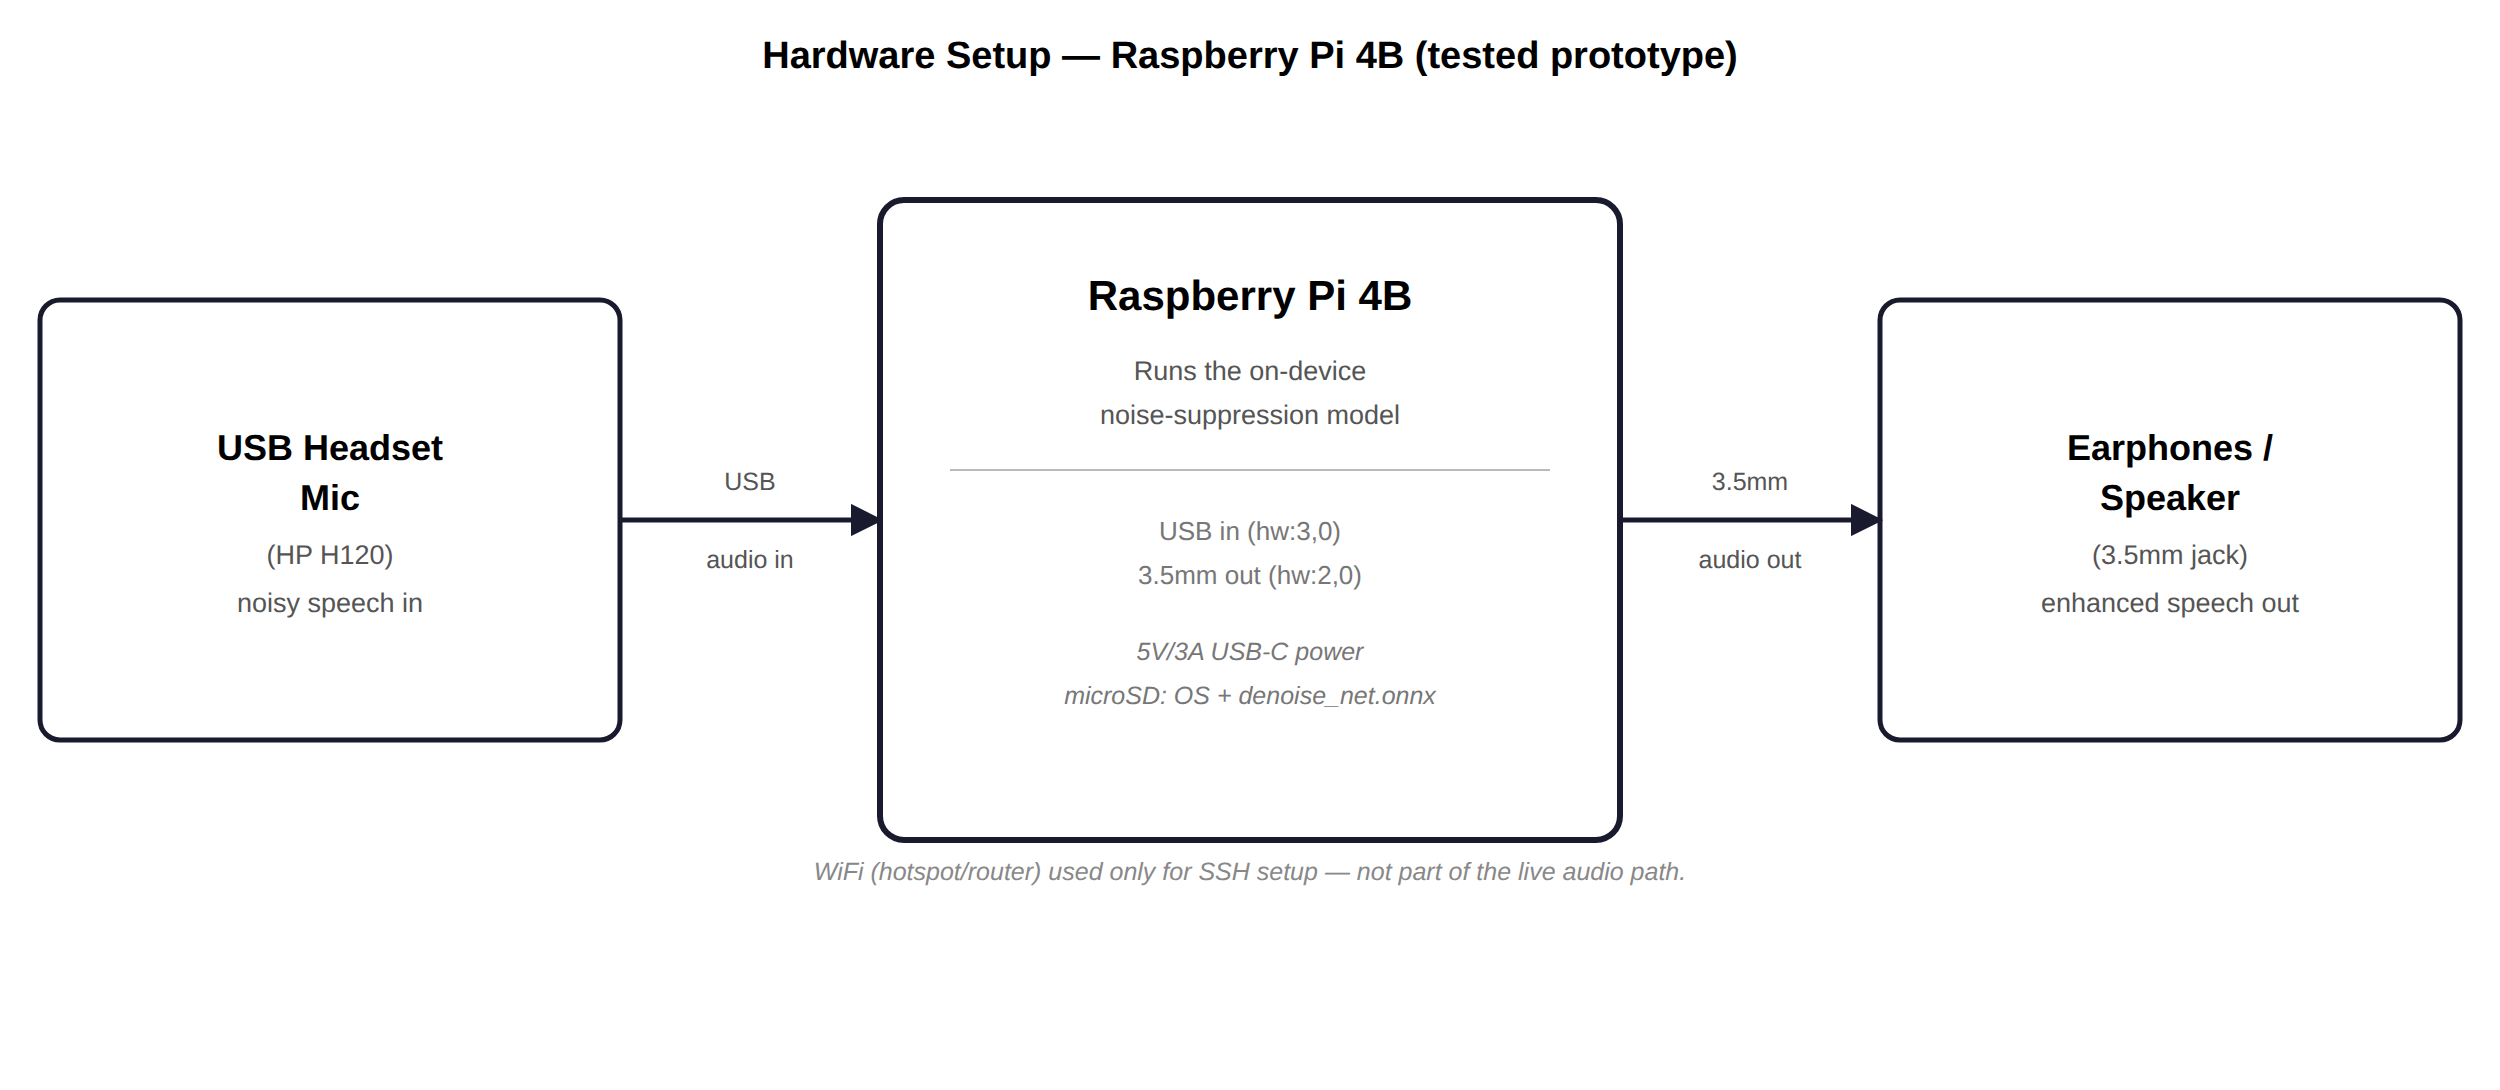 Hardware Setup — Raspberry Pi 4B (tested prototype)
USB Headset
Mic
(HP H120)
noisy speech in
USB
audio in
Raspberry Pi 4B
Runs the on-device
noise-suppression model
USB in (hw:3,0)
3.5mm out (hw:2,0)
5V/3A USB-C power
microSD: OS + denoise_net.onnx
3.5mm
audio out
Earphones /
Speaker
(3.5mm jack)
enhanced speech out
WiFi (hotspot/router) used only for SSH setup — not part of the live audio path.